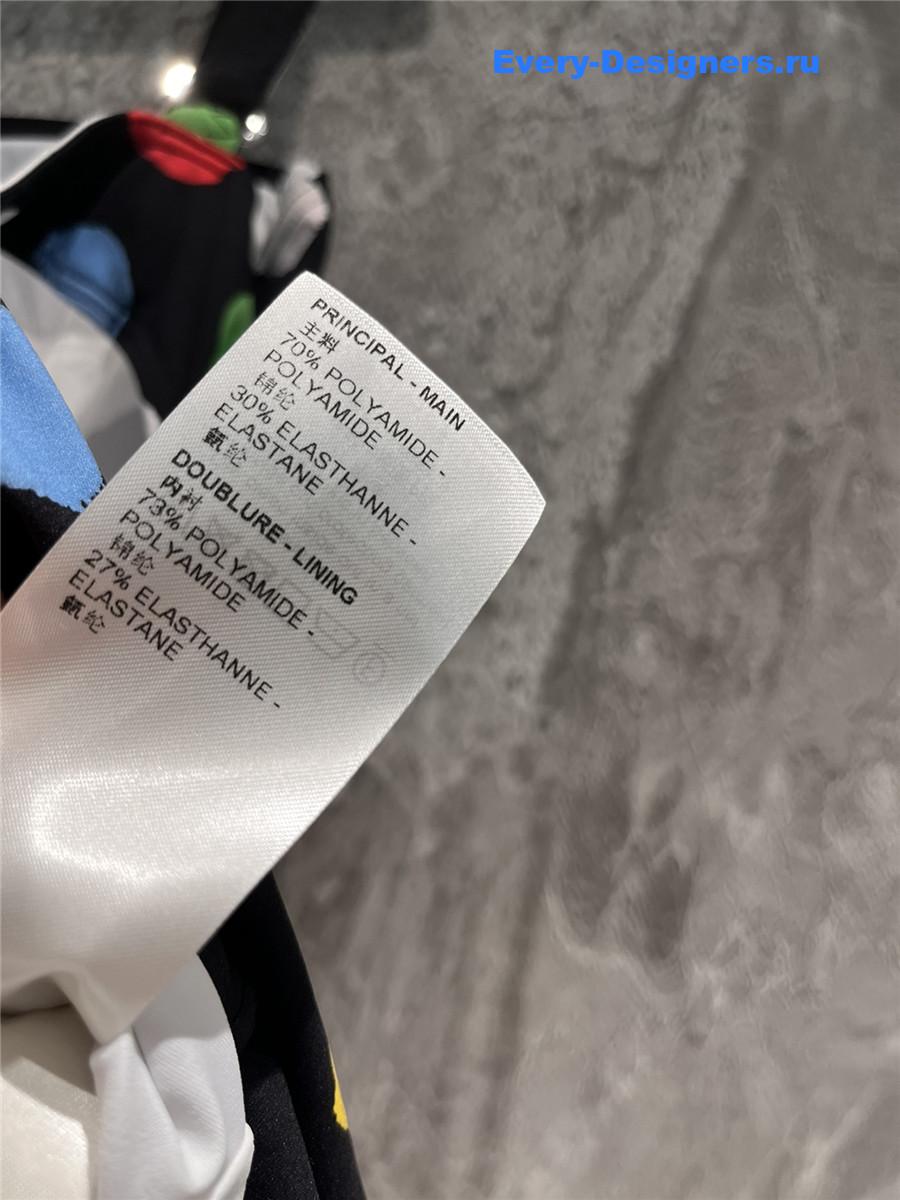 Every-Designers.ru
PRINCIPAL - MAIN
主料
70% POLYAMIDE -
POLYAMIDE
锦纶
30% ELASTHANNE -
ELASTANE
氨纶
DOUBLURE - LINING
内衬
73% POLYAMIDE -
POLYAMIDE
锦纶
27% ELASTHANNE -
ELASTANE
氨纶